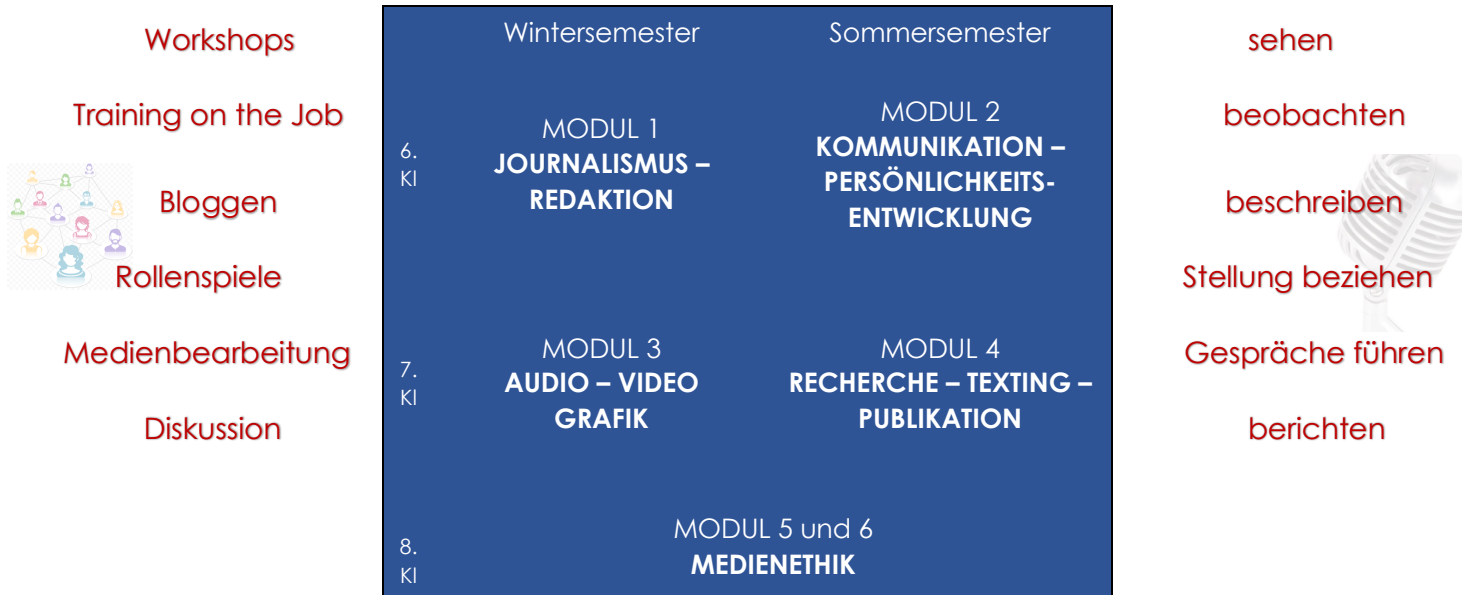 Workshops
Training on the Job
Bloggen
Rollenspiele
Medienbearbeitung
Diskussion
Wintersemester
Sommersemester
6.
Kl
MODUL 1
JOURNALISMUS –
REDAKTION
MODUL 2
KOMMUNIKATION –
PERSÖNLICHKEITS-
ENTWICKLUNG
7.
Kl
MODUL 3
AUDIO – VIDEO
GRAFIK
MODUL 4
RECHERCHE – TEXTING –
PUBLIKATION
8.
Kl
MODUL 5 und 6
MEDIENETHIK
sehen
beobachten
beschreiben
Stellung beziehen
Gespräche führen
berichten